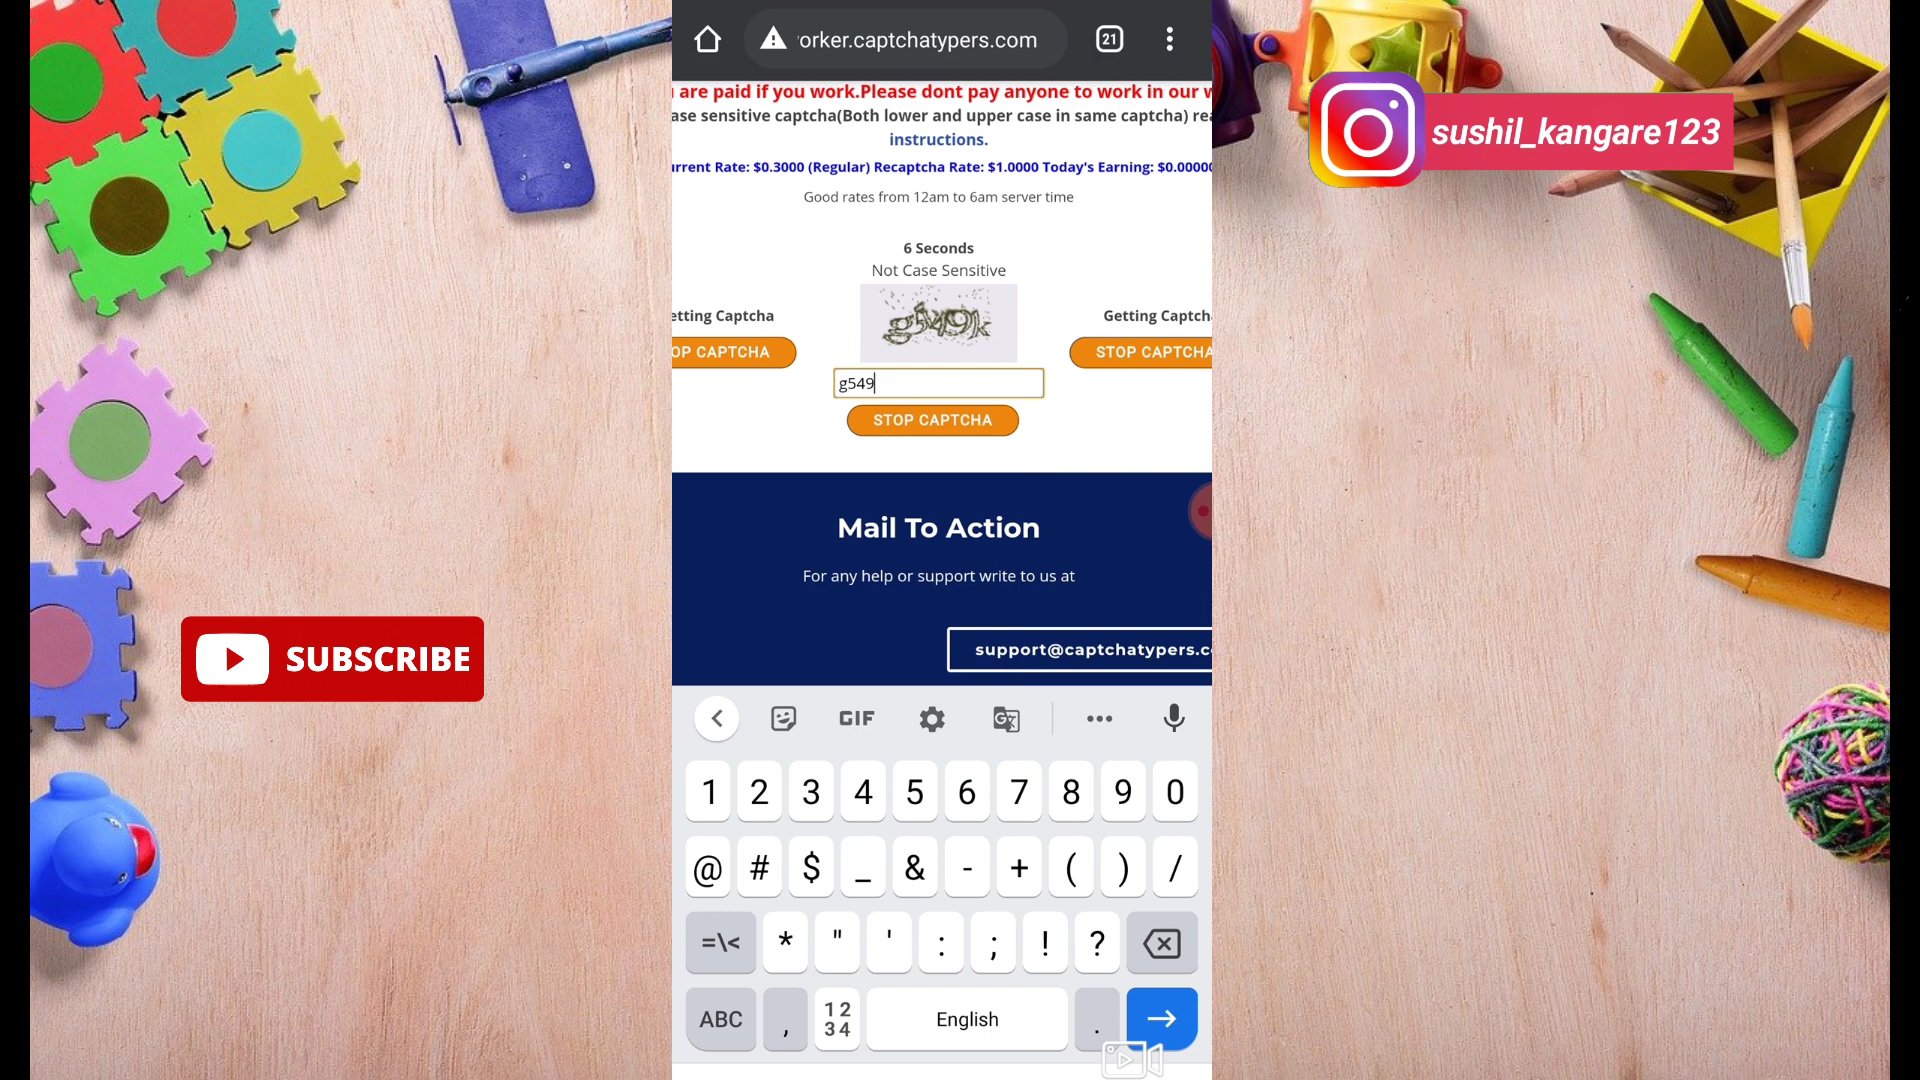 orker.captchatypers.com
21
are paid if you work.Please dont pay anyone to work in our w
ase sensitive captcha(Both lower and upper case in same captcha) rea
instructions.
urrent Rate: $0.3000 (Regular) Recaptcha Rate: $1.0000 Today's Earning: $0.00000
Good rates from 12am to 6am server time
6 Seconds
Not Case Sensitive
g549k
etting Captcha
Getting Captch
OP CAPTCHA
STOP CAPTCHA
g549
STOP CAPTCHA
Mail To Action
For any help or support write to us at
support@captchatypers.c
GIF
1 2 3 4 5 6 7 8 9 0
@ # $ _ & - + ( ) /
=\< * " ' : ; ! ?
ABC , 12 34 English .
SUBSCRIBE
sushil_kangare123